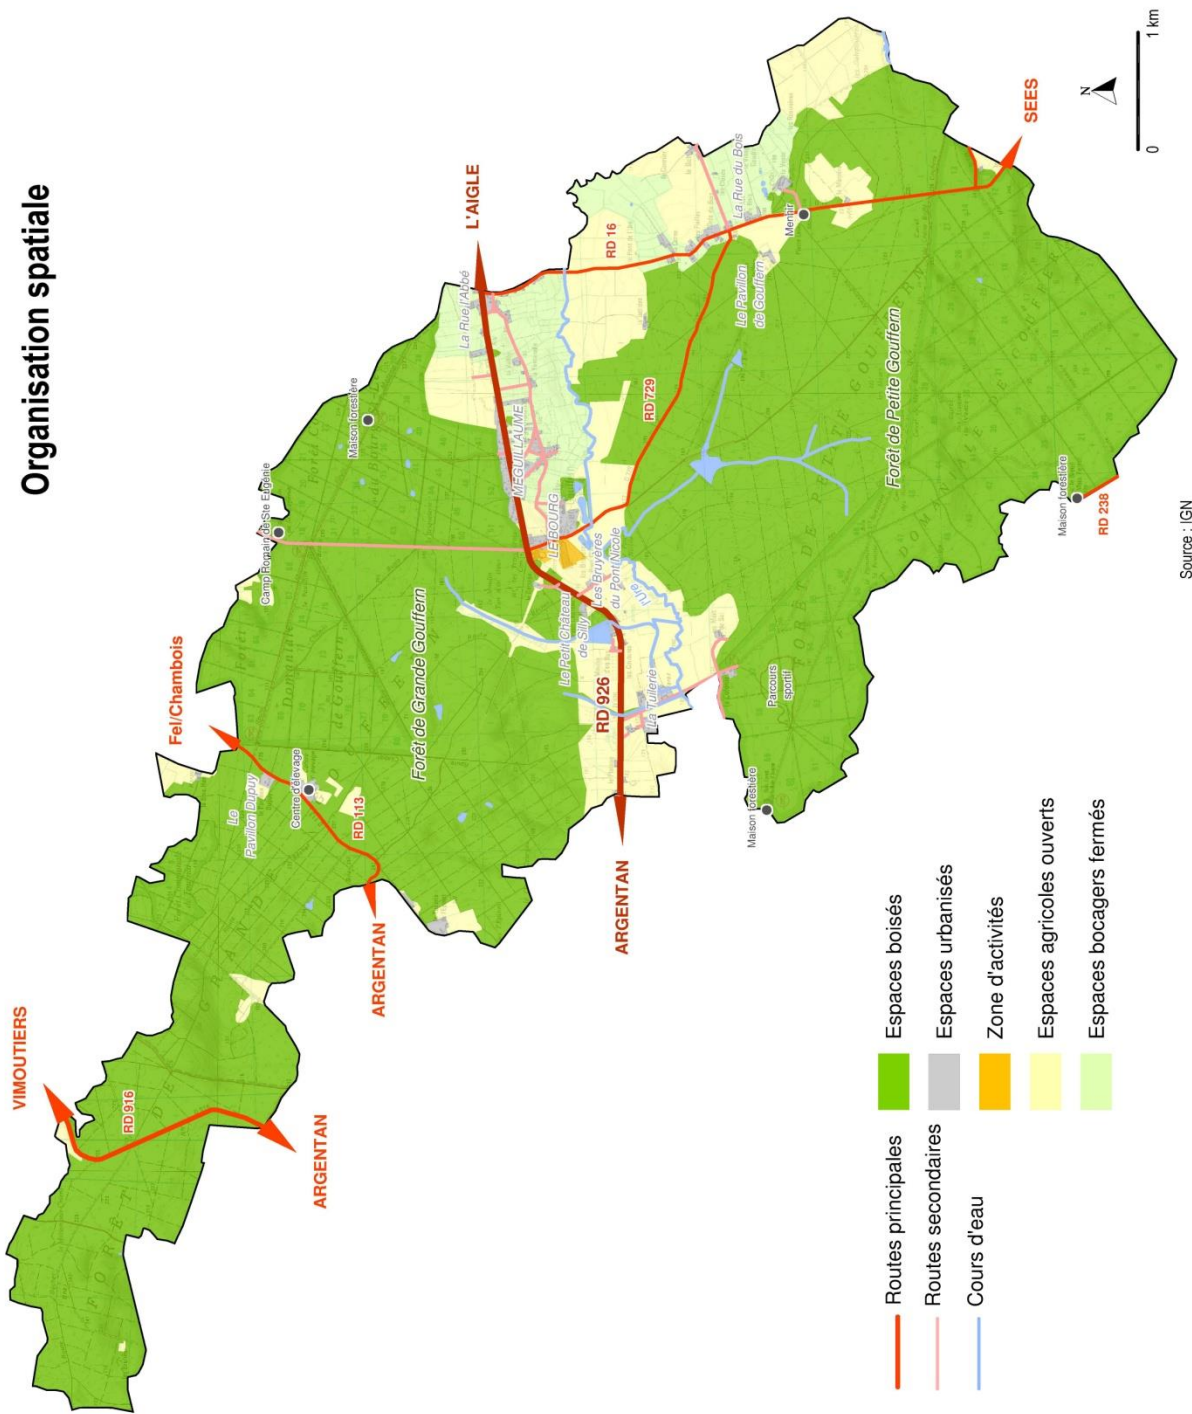 Organisation spatiale
VIMOUTIERS
RD 916
ARGENTAN
Fel/Chambois
Le
Pavillon Dupuy
Centre d'élevage
RD 113
ARGENTAN
Camp Romain de Ste Eugénie
Maison forestière
Forêt de Grande Gouffern
L'AIGLE
La Rue l'Abbé
MEGUILLAUME
LE BOURG
Les Bruyères
du Pont Nicole
Le Petit Château
de Silly
l'Ure
La Tuilerie
RD 926
ARGENTAN
RD 16
RD 729
La Rue du Bois
Le Pavillon
de Gouffern
Menhir
SEES
Forêt de Petite Gouffern
Parcours
sportif
Maison forestière
Maison forestière
RD 238
N
0
1 km
Routes principales
Routes secondaires
Cours d'eau
Espaces boisés
Espaces urbanisés
Zone d'activités
Espaces agricoles ouverts
Espaces bocagers fermés
Source : IGN